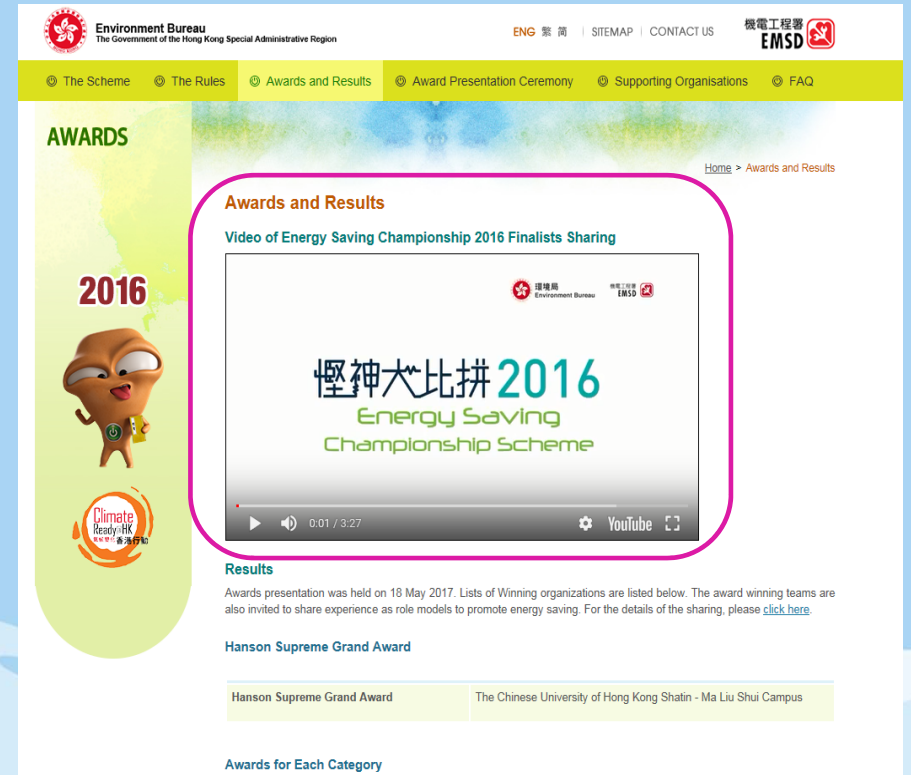 Environment Bureau
The Government of the Hong Kong Special Administrative Region
ENG 繁 简 | SITEMAP | CONTACT US
機電工程署
EMSD
The Scheme The Rules Awards and Results Award Presentation Ceremony Supporting Organisations FAQ
AWARDS
Home > Awards and Results
Awards and Results
Video of Energy Saving Championship 2016 Finalists Sharing
環境局
Environment Bureau
機電工程署
EMSD
2016
慳神大比拼2016
Energy Saving
Championship Scheme
Climate
Ready@HK
香港行動
0:01 / 3:27
YouTube
Results
Awards presentation was held on 18 May 2017. Lists of Winning organizations are listed below. The award winning teams are
also invited to share experience as role models to promote energy saving. For the details of the sharing, please click here.
Hanson Supreme Grand Award
Hanson Supreme Grand Award The Chinese University of Hong Kong Shatin - Ma Liu Shui Campus
Awards for Each Category